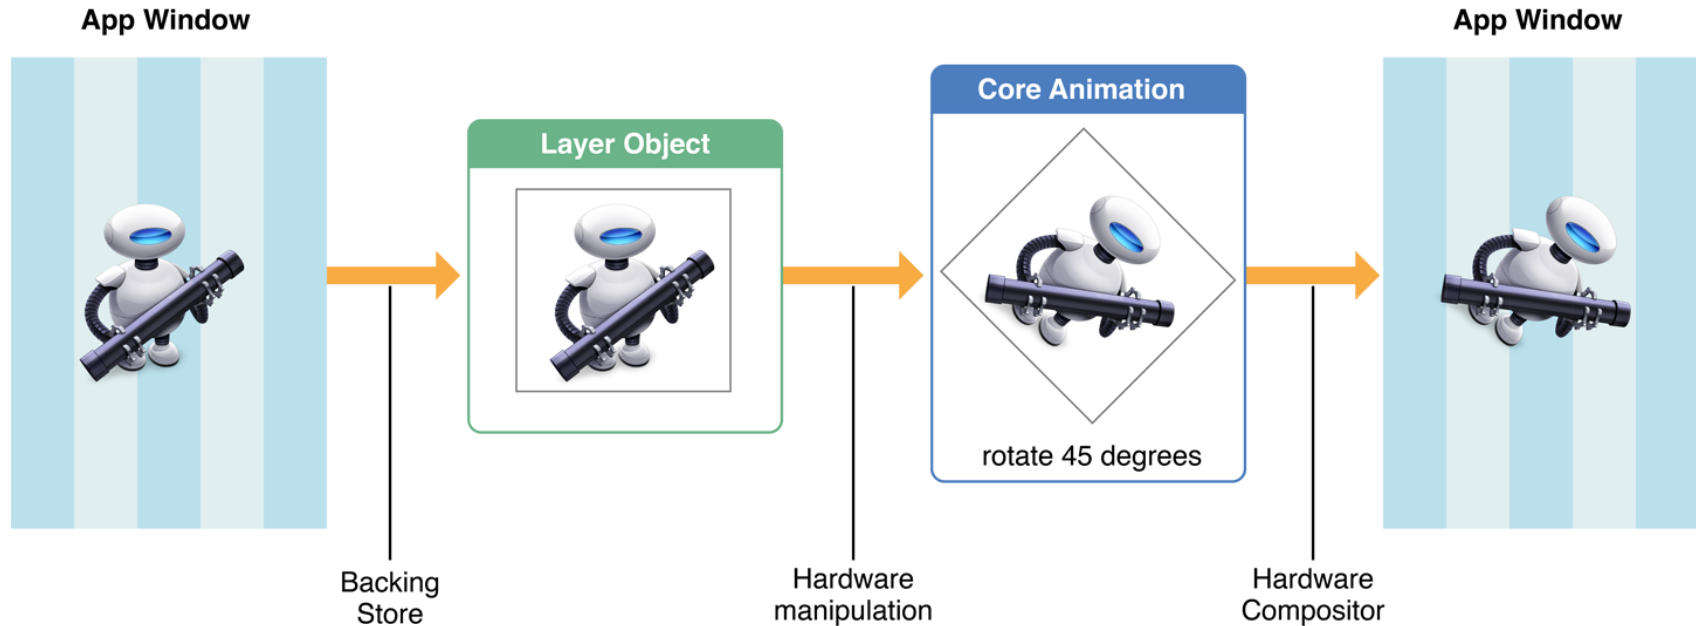 App Window
App Window
Core Animation
Layer Object
rotate 45 degrees
Backing
Store
Hardware
manipulation
Hardware
Compositor